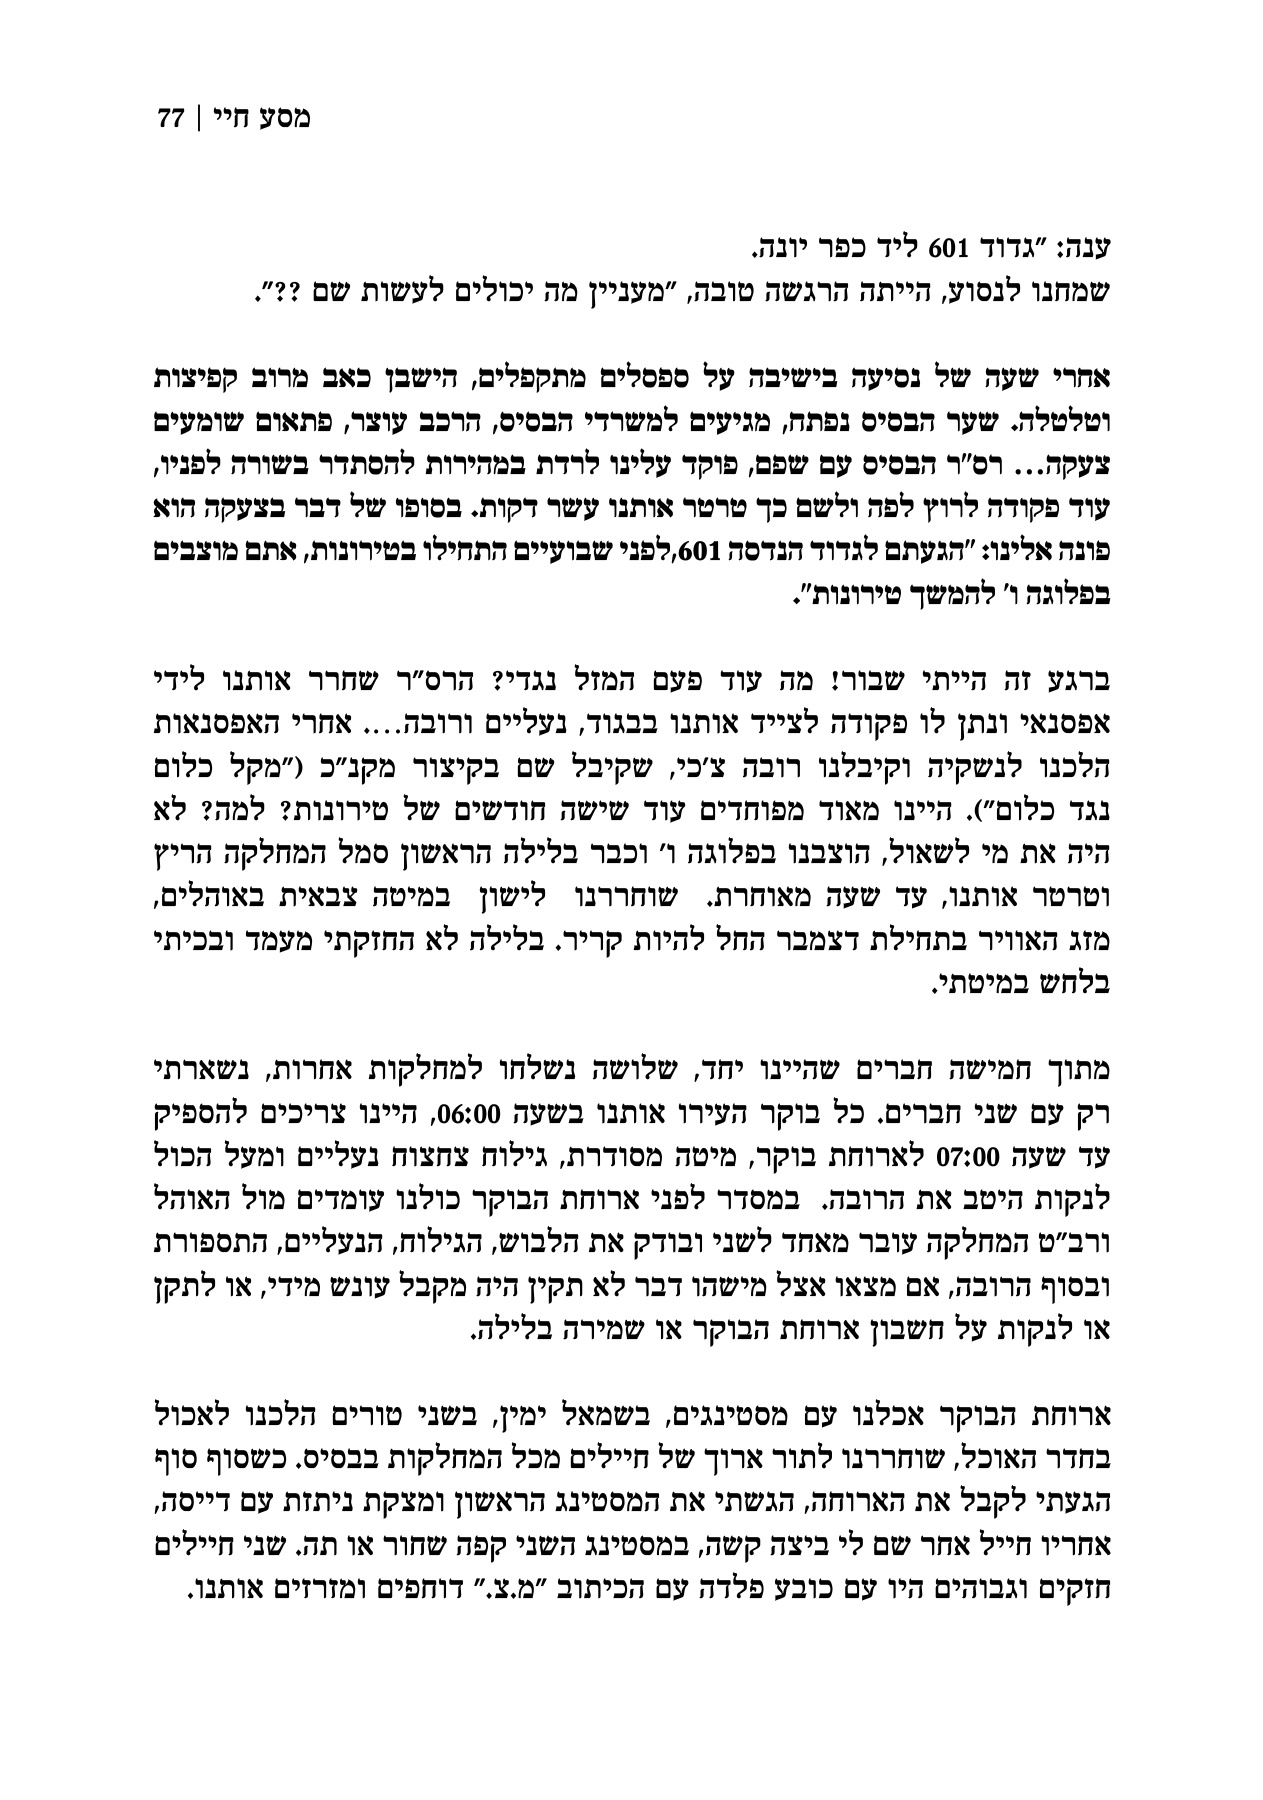 מסע חיי | 77
ענה: "גדוד 601 ליד כפר יונה.
שמחנו לנסוע, הייתה הרגשה טובה, "מעניין מה יכולים לעשות שם ??".
אחרי שעה של נסיעה בישיבה על ספסלים מתקפלים, הישבן כאב מרוב קפיצות
וטלטלה. שער הבסיס נפתח, מגיעים למשרדי הבסיס, הרכב עוצר, פתאום שומעים
צעקה... רס"ר הבסיס עם שפם, פוקד עלינו לרדת במהירות להסתדר בשורה לפניו,
עוד פקודה לרוץ לפה ולשם כך טרטר אותנו עשר דקות. בסופו של דבר בצעקה הוא
פונה אלינו: "הגעתם לגדוד הנדסה 601,לפני שבועיים התחילו בטירונות, אתם מוצבים
בפלוגה ו' להמשך טירונות".
ברגע זה הייתי שבור! מה עוד פעם המזל נגדי? הרס"ר שחרר אותנו לידי
אפסנאי ונתן לו פקודה לצייד אותנו בבגוד, נעליים ורובה.... אחרי האפסנאות
הלכנו לנשקיה וקיבלנו רובה צ'כי, שקיבל שם בקיצור מקנ"כ ("מקל כלום
נגד כלום"). היינו מאוד מפוחדים עוד שישה חודשים של טירונות? למה? לא
היה את מי לשאול, הוצבנו בפלוגה ו' וכבר בלילה הראשון סמל המחלקה הריץ
וטרטר אותנו, עד שעה מאוחרת.  שוחררנו  לישון  במיטה צבאית באוהלים,
מזג האוויר בתחילת דצמבר החל להיות קריר. בלילה לא החזקתי מעמד ובכיתי
בלחש במיטתי.
מתוך חמישה חברים שהיינו יחד, שלושה נשלחו למחלקות אחרות, נשארתי
רק עם שני חברים. כל בוקר העירו אותנו בשעה 06:00, היינו צריכים להספיק
עד שעה 07:00 לארוחת בוקר, מיטה מסודרת, גילוח צחצוח נעליים ומעל הכול
לנקות היטב את הרובה.  במסדר לפני ארוחת הבוקר כולנו עומדים מול האוהל
ורב"ט המחלקה עובר מאחד לשני ובודק את הלבוש, הגילוח, הנעליים, התספורת
ובסוף הרובה, אם מצאו אצל מישהו דבר לא תקין היה מקבל עונש מידי, או לתקן
או לנקות על חשבון ארוחת הבוקר או שמירה בלילה.
ארוחת הבוקר אכלנו עם מסטינגים, בשמאל ימין, בשני טורים הלכנו לאכול
בחדר האוכל, שוחררנו לתור ארוך של חיילים מכל המחלקות בבסיס. כשסוף סוף
הגעתי לקבל את הארוחה, הגשתי את המסטינג הראשון ומצקת ניתזת עם דייסה,
אחריו חייל אחר שם לי ביצה קשה, במסטינג השני קפה שחור או תה. שני חיילים
חזקים וגבוהים היו עם כובע פלדה עם הכיתוב "מ.צ." דוחפים ומזרזים אותנו.